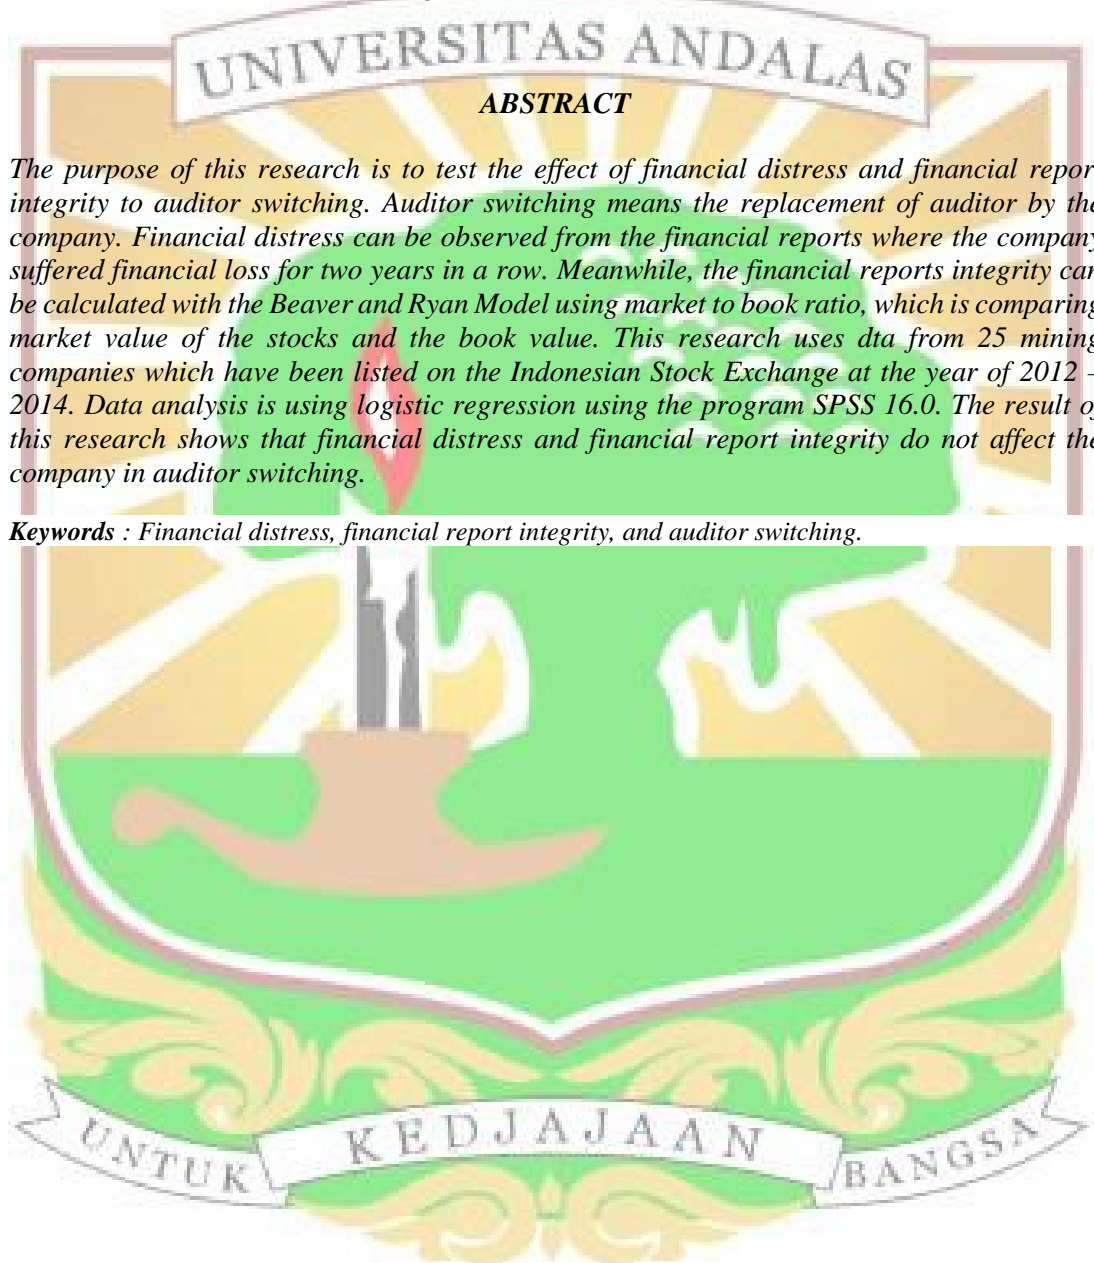 UNIVERSITAS ANDALAS
ABSTRACT
The purpose of this research is to test the effect of financial distress and financial repor
integrity to auditor switching. Auditor switching means the replacement of auditor by the
company. Financial distress can be observed from the financial reports where the company
suffered financial loss for two years in a row. Meanwhile, the financial reports integrity can
be calculated with the Beaver and Ryan Model using market to book ratio, which is comparing
market value of the stocks and the book value. This research uses dta from 25 mining
companies which have been listed on the Indonesian Stock Exchange at the year of 2012 -
2014. Data analysis is using logistic regression using the program SPSS 16.0. The result of
this research shows that financial distress and financial report integrity do not affect the
company in auditor switching.
Keywords : Financial distress, financial report integrity, and auditor switching.
UNTUK KEDJAJAAN BANGSA